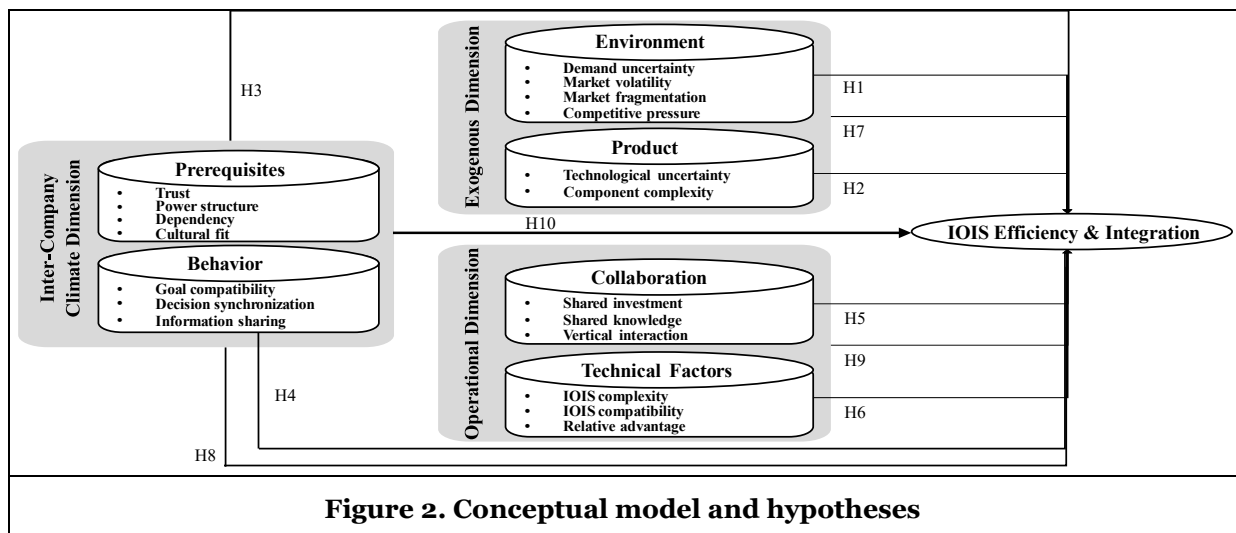 H3
Inter-Company
Climate Dimension
Prerequisites
• Trust
• Power structure
• Dependency
• Cultural fit
Behavior
• Goal compatibility
• Decision synchronization
• Information sharing
H4
H8
Exogenous Dimension
Environment
• Demand uncertainty
• Market volatility
• Market fragmentation
• Competitive pressure
H1
H7
Product
• Technological uncertainty
• Component complexity
H2
H10
IOIS Efficiency & Integration
Operational Dimension
Collaboration
• Shared investment
• Shared knowledge
• Vertical interaction
H5
H9
Technical Factors
• IOIS complexity
• IOIS compatibility
• Relative advantage
H6
Figure 2. Conceptual model and hypotheses